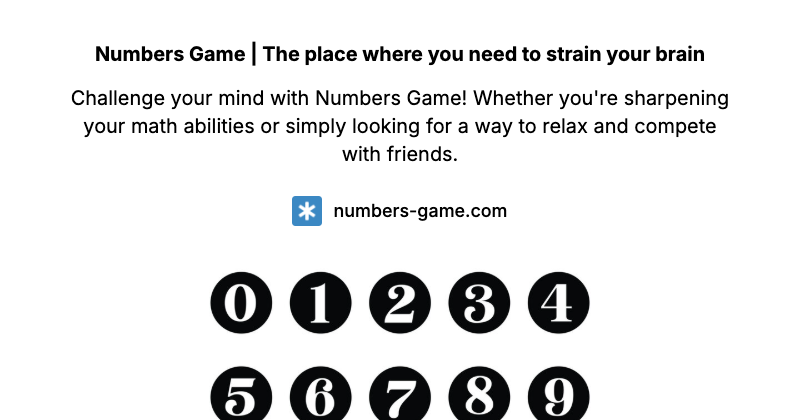 Numbers Game | The place where you need to strain your brain
Challenge your mind with Numbers Game! Whether you're sharpening
your math abilities or simply looking for a way to relax and compete
with friends.
numbers-game.com
0 1 2 3 4
5 6 7 8 9